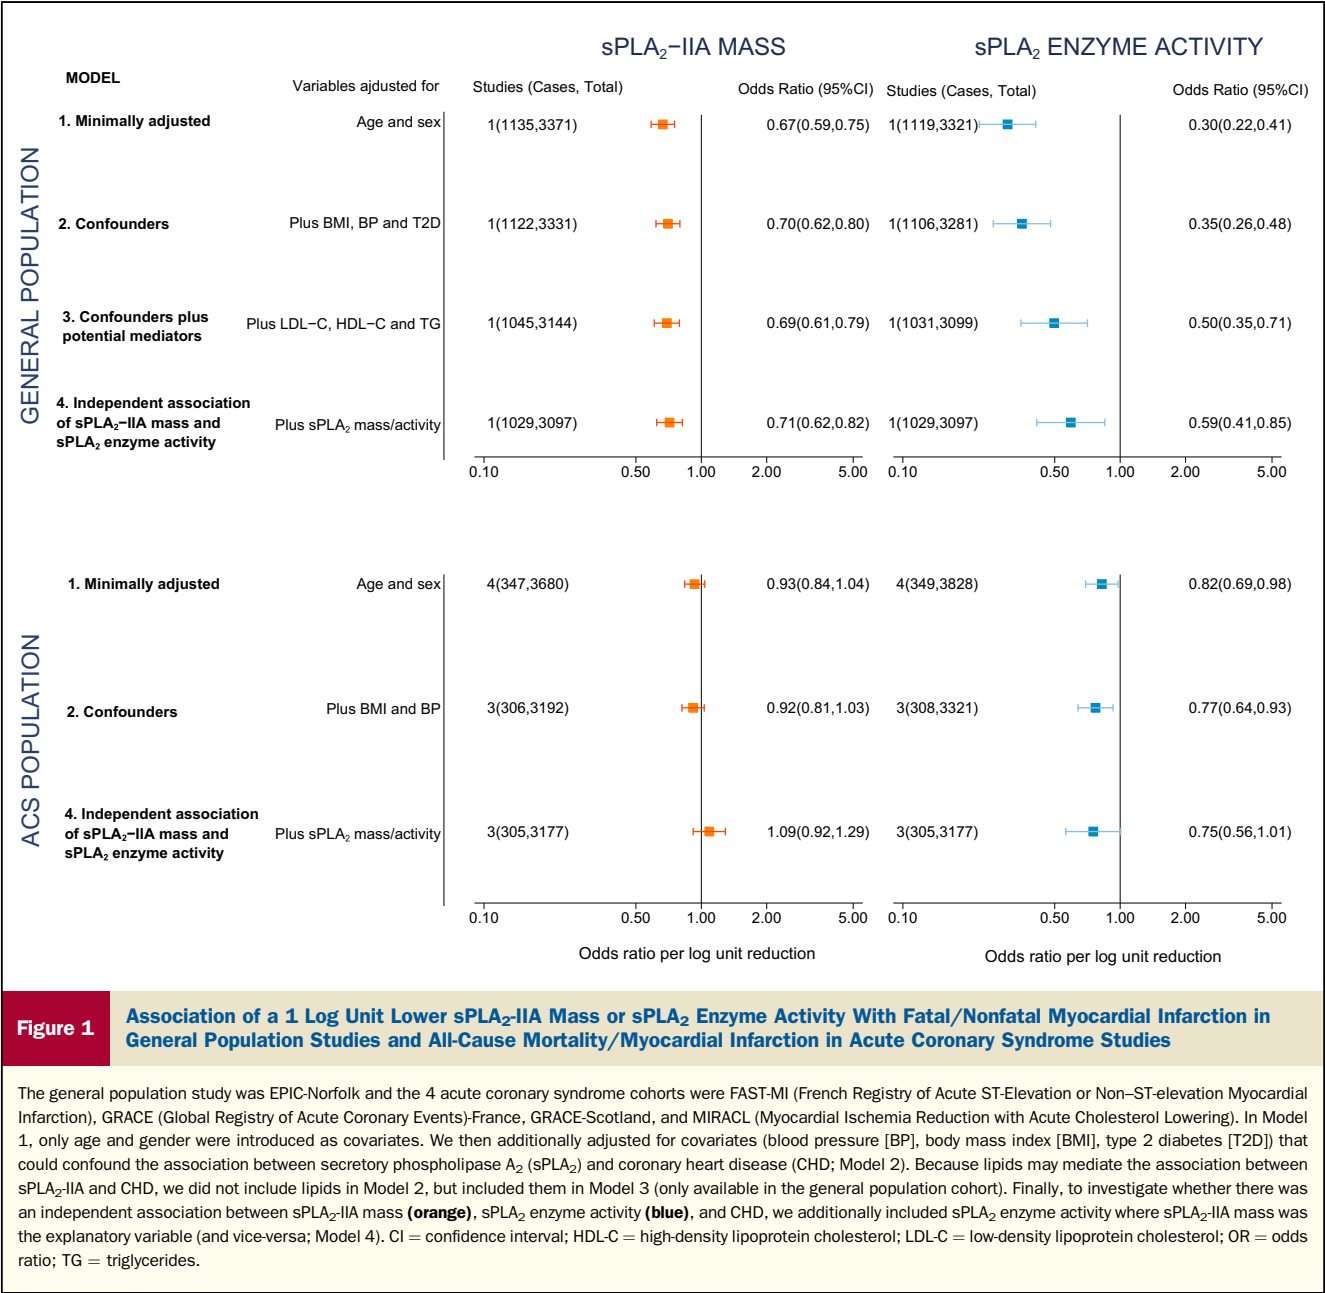 sPLA₂−IIA MASS
sPLA₂ ENZYME ACTIVITY
MODEL
Variables ajdusted for
Studies (Cases, Total)
Odds Ratio (95%CI)
Studies (Cases, Total)
Odds Ratio (95%CI)
GENERAL POPULATION
1. Minimally adjusted
Age and sex
1(1135,3371)
0.67(0.59,0.75)
1(1119,3321)
0.30(0.22,0.41)
2. Confounders
Plus BMI, BP and T2D
1(1122,3331)
0.70(0.62,0.80)
1(1106,3281)
0.35(0.26,0.48)
3. Confounders plus
potential mediators
Plus LDL−C, HDL−C and TG
1(1045,3144)
0.69(0.61,0.79)
1(1031,3099)
0.50(0.35,0.71)
4. Independent association
of sPLA₂−IIA mass and
sPLA₂ enzyme activity
Plus sPLA₂ mass/activity
1(1029,3097)
0.71(0.62,0.82)
1(1029,3097)
0.59(0.41,0.85)
0.10 0.50 1.00 2.00 5.00
0.10 0.50 1.00 2.00 5.00
ACS POPULATION
1. Minimally adjusted
Age and sex
4(347,3680)
0.93(0.84,1.04)
4(349,3828)
0.82(0.69,0.98)
2. Confounders
Plus BMI and BP
3(306,3192)
0.92(0.81,1.03)
3(308,3321)
0.77(0.64,0.93)
4. Independent association
of sPLA₂−IIA mass and
sPLA₂ enzyme activity
Plus sPLA₂ mass/activity
3(305,3177)
1.09(0.92,1.29)
3(305,3177)
0.75(0.56,1.01)
0.10 0.50 1.00 2.00 5.00
0.10 0.50 1.00 2.00 5.00
Odds ratio per log unit reduction
Odds ratio per log unit reduction
Figure 1
Association of a 1 Log Unit Lower sPLA₂-IIA Mass or sPLA₂ Enzyme Activity With Fatal/Nonfatal Myocardial Infarction in
General Population Studies and All-Cause Mortality/Myocardial Infarction in Acute Coronary Syndrome Studies
The general population study was EPIC-Norfolk and the 4 acute coronary syndrome cohorts were FAST-MI (French Registry of Acute ST-Elevation or Non–ST-elevation Myocardial
Infarction), GRACE (Global Registry of Acute Coronary Events)-France, GRACE-Scotland, and MIRACL (Myocardial Ischemia Reduction with Acute Cholesterol Lowering). In Model
1, only age and gender were introduced as covariates. We then additionally adjusted for covariates (blood pressure [BP], body mass index [BMI], type 2 diabetes [T2D]) that
could confound the association between secretory phospholipase A₂ (sPLA₂) and coronary heart disease (CHD; Model 2). Because lipids may mediate the association between
sPLA₂-IIA and CHD, we did not include lipids in Model 2, but included them in Model 3 (only available in the general population cohort). Finally, to investigate whether there was
an independent association between sPLA₂-IIA mass (orange), sPLA₂ enzyme activity (blue), and CHD, we additionally included sPLA₂ enzyme activity where sPLA₂-IIA mass was
the explanatory variable (and vice-versa; Model 4). CI = confidence interval; HDL-C = high-density lipoprotein cholesterol; LDL-C = low-density lipoprotein cholesterol; OR = odds
ratio; TG = triglycerides.